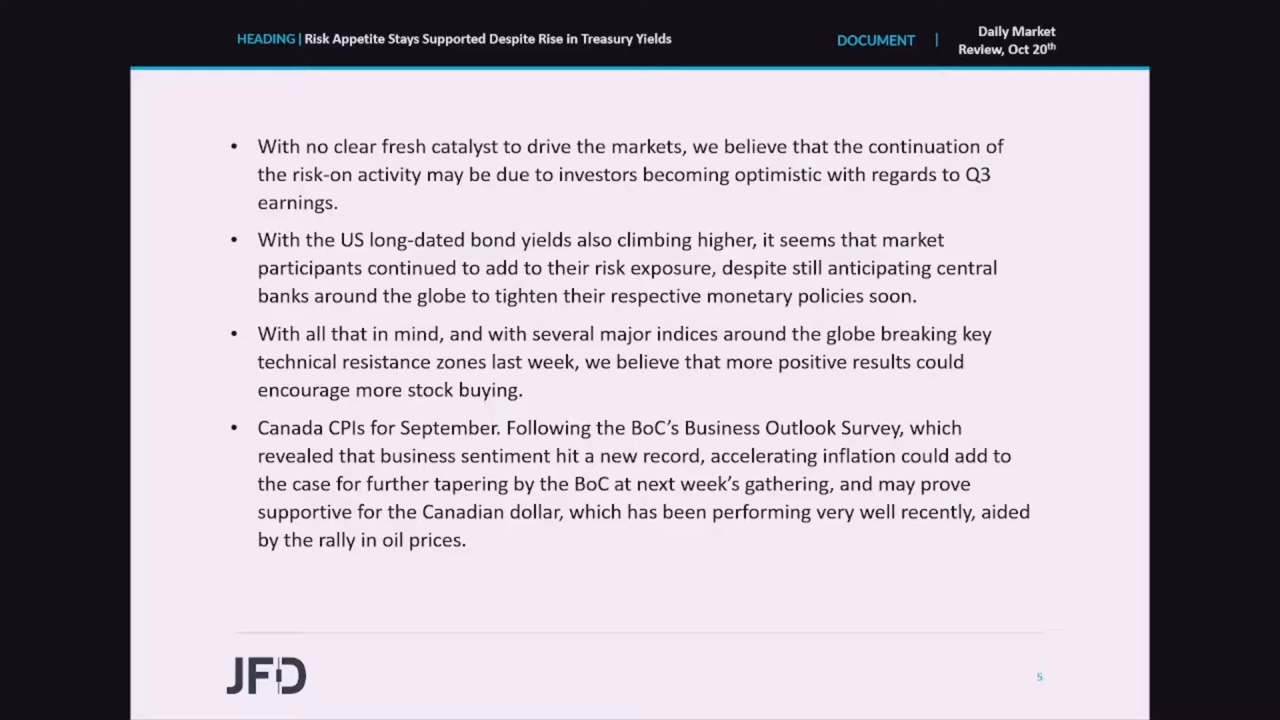 HEADING | Risk Appetite Stays Supported Despite Rise in Treasury Yields
DOCUMENT |
Daily Market
Review, Oct 20th
• With no clear fresh catalyst to drive the markets, we believe that the continuation of
the risk-on activity may be due to investors becoming optimistic with regards to Q3
earnings.
• With the US long-dated bond yields also climbing higher, it seems that market
participants continued to add to their risk exposure, despite still anticipating central
banks around the globe to tighten their respective monetary policies soon.
• With all that in mind, and with several major indices around the globe breaking key
technical resistance zones last week, we believe that more positive results could
encourage more stock buying.
• Canada CPIs for September. Following the BoC’s Business Outlook Survey, which
revealed that business sentiment hit a new record, accelerating inflation could add to
the case for further tapering by the BoC at next week’s gathering, and may prove
supportive for the Canadian dollar, which has been performing very well recently, aided
by the rally in oil prices.
JFD
5